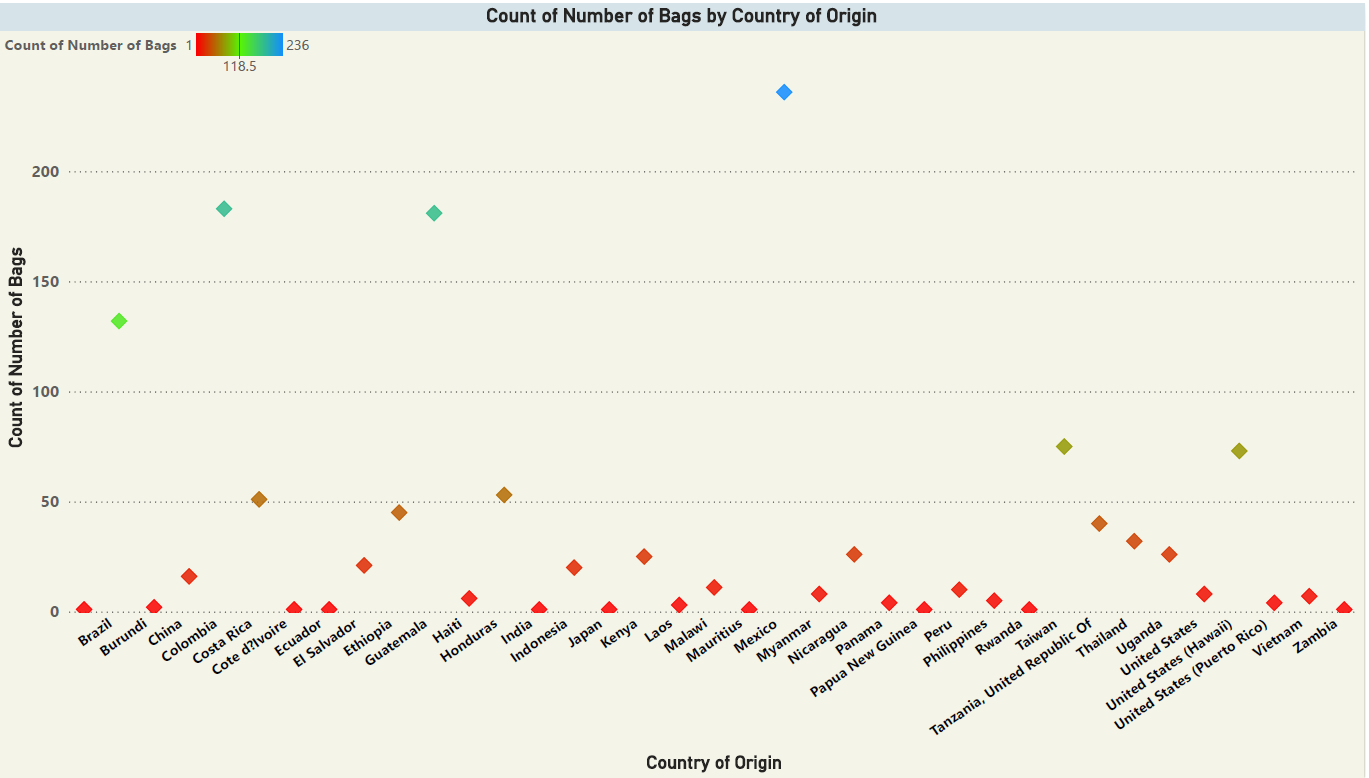 Count of Number of Bags by Country of Origin
Count of Number of Bags 1 236
118.5
Count of Number of Bags
200
150
100
50
0
Brazil
Burundi
China
Colombia
Costa Rica
Cote d?Ivoire
Ecuador
El Salvador
Ethiopia
Guatemala
Haiti
Honduras
India
Indonesia
Japan
Kenya
Laos
Malawi
Mauritius
Mexico
Myanmar
Nicaragua
Panama
Papua New Guinea
Peru
Philippines
Rwanda
Taiwan
Tanzania, United Republic Of
Thailand
Uganda
United States
United States (Hawaii)
United States (Puerto Rico)
Vietnam
Zambia
Country of Origin